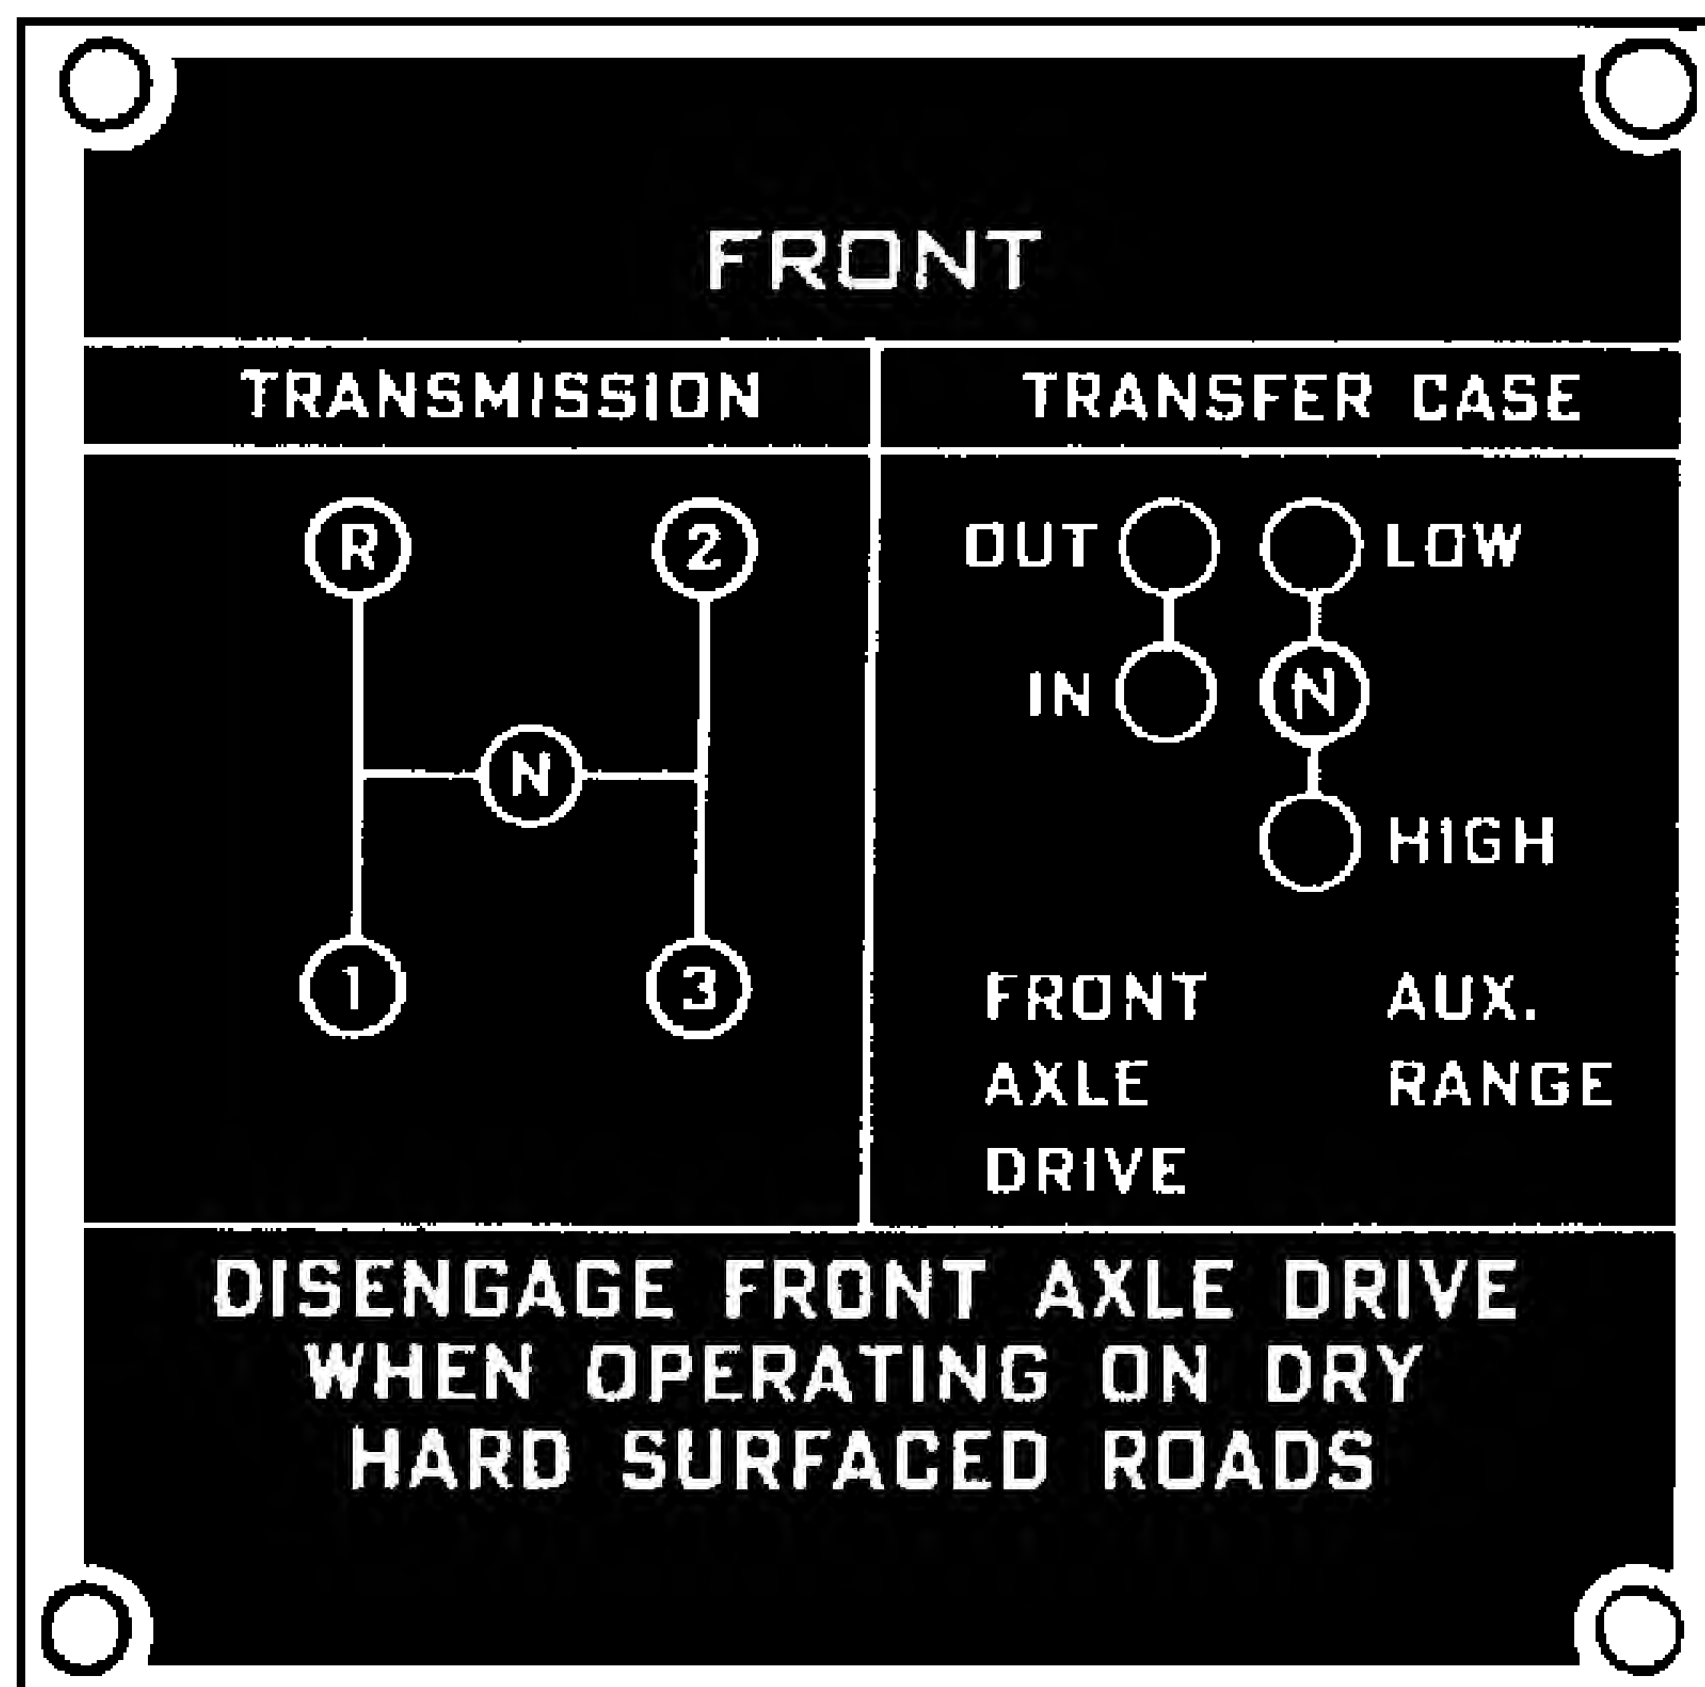 FRONT
TRANSMISSION
TRANSFER CASE
R
2
N
1
3
OUT
LOW
IN
N
HIGH
FRONT
AXLE
DRIVE
AUX.
RANGE
DISENGAGE FRONT AXLE DRIVE
WHEN OPERATING ON DRY
HARD SURFACED ROADS